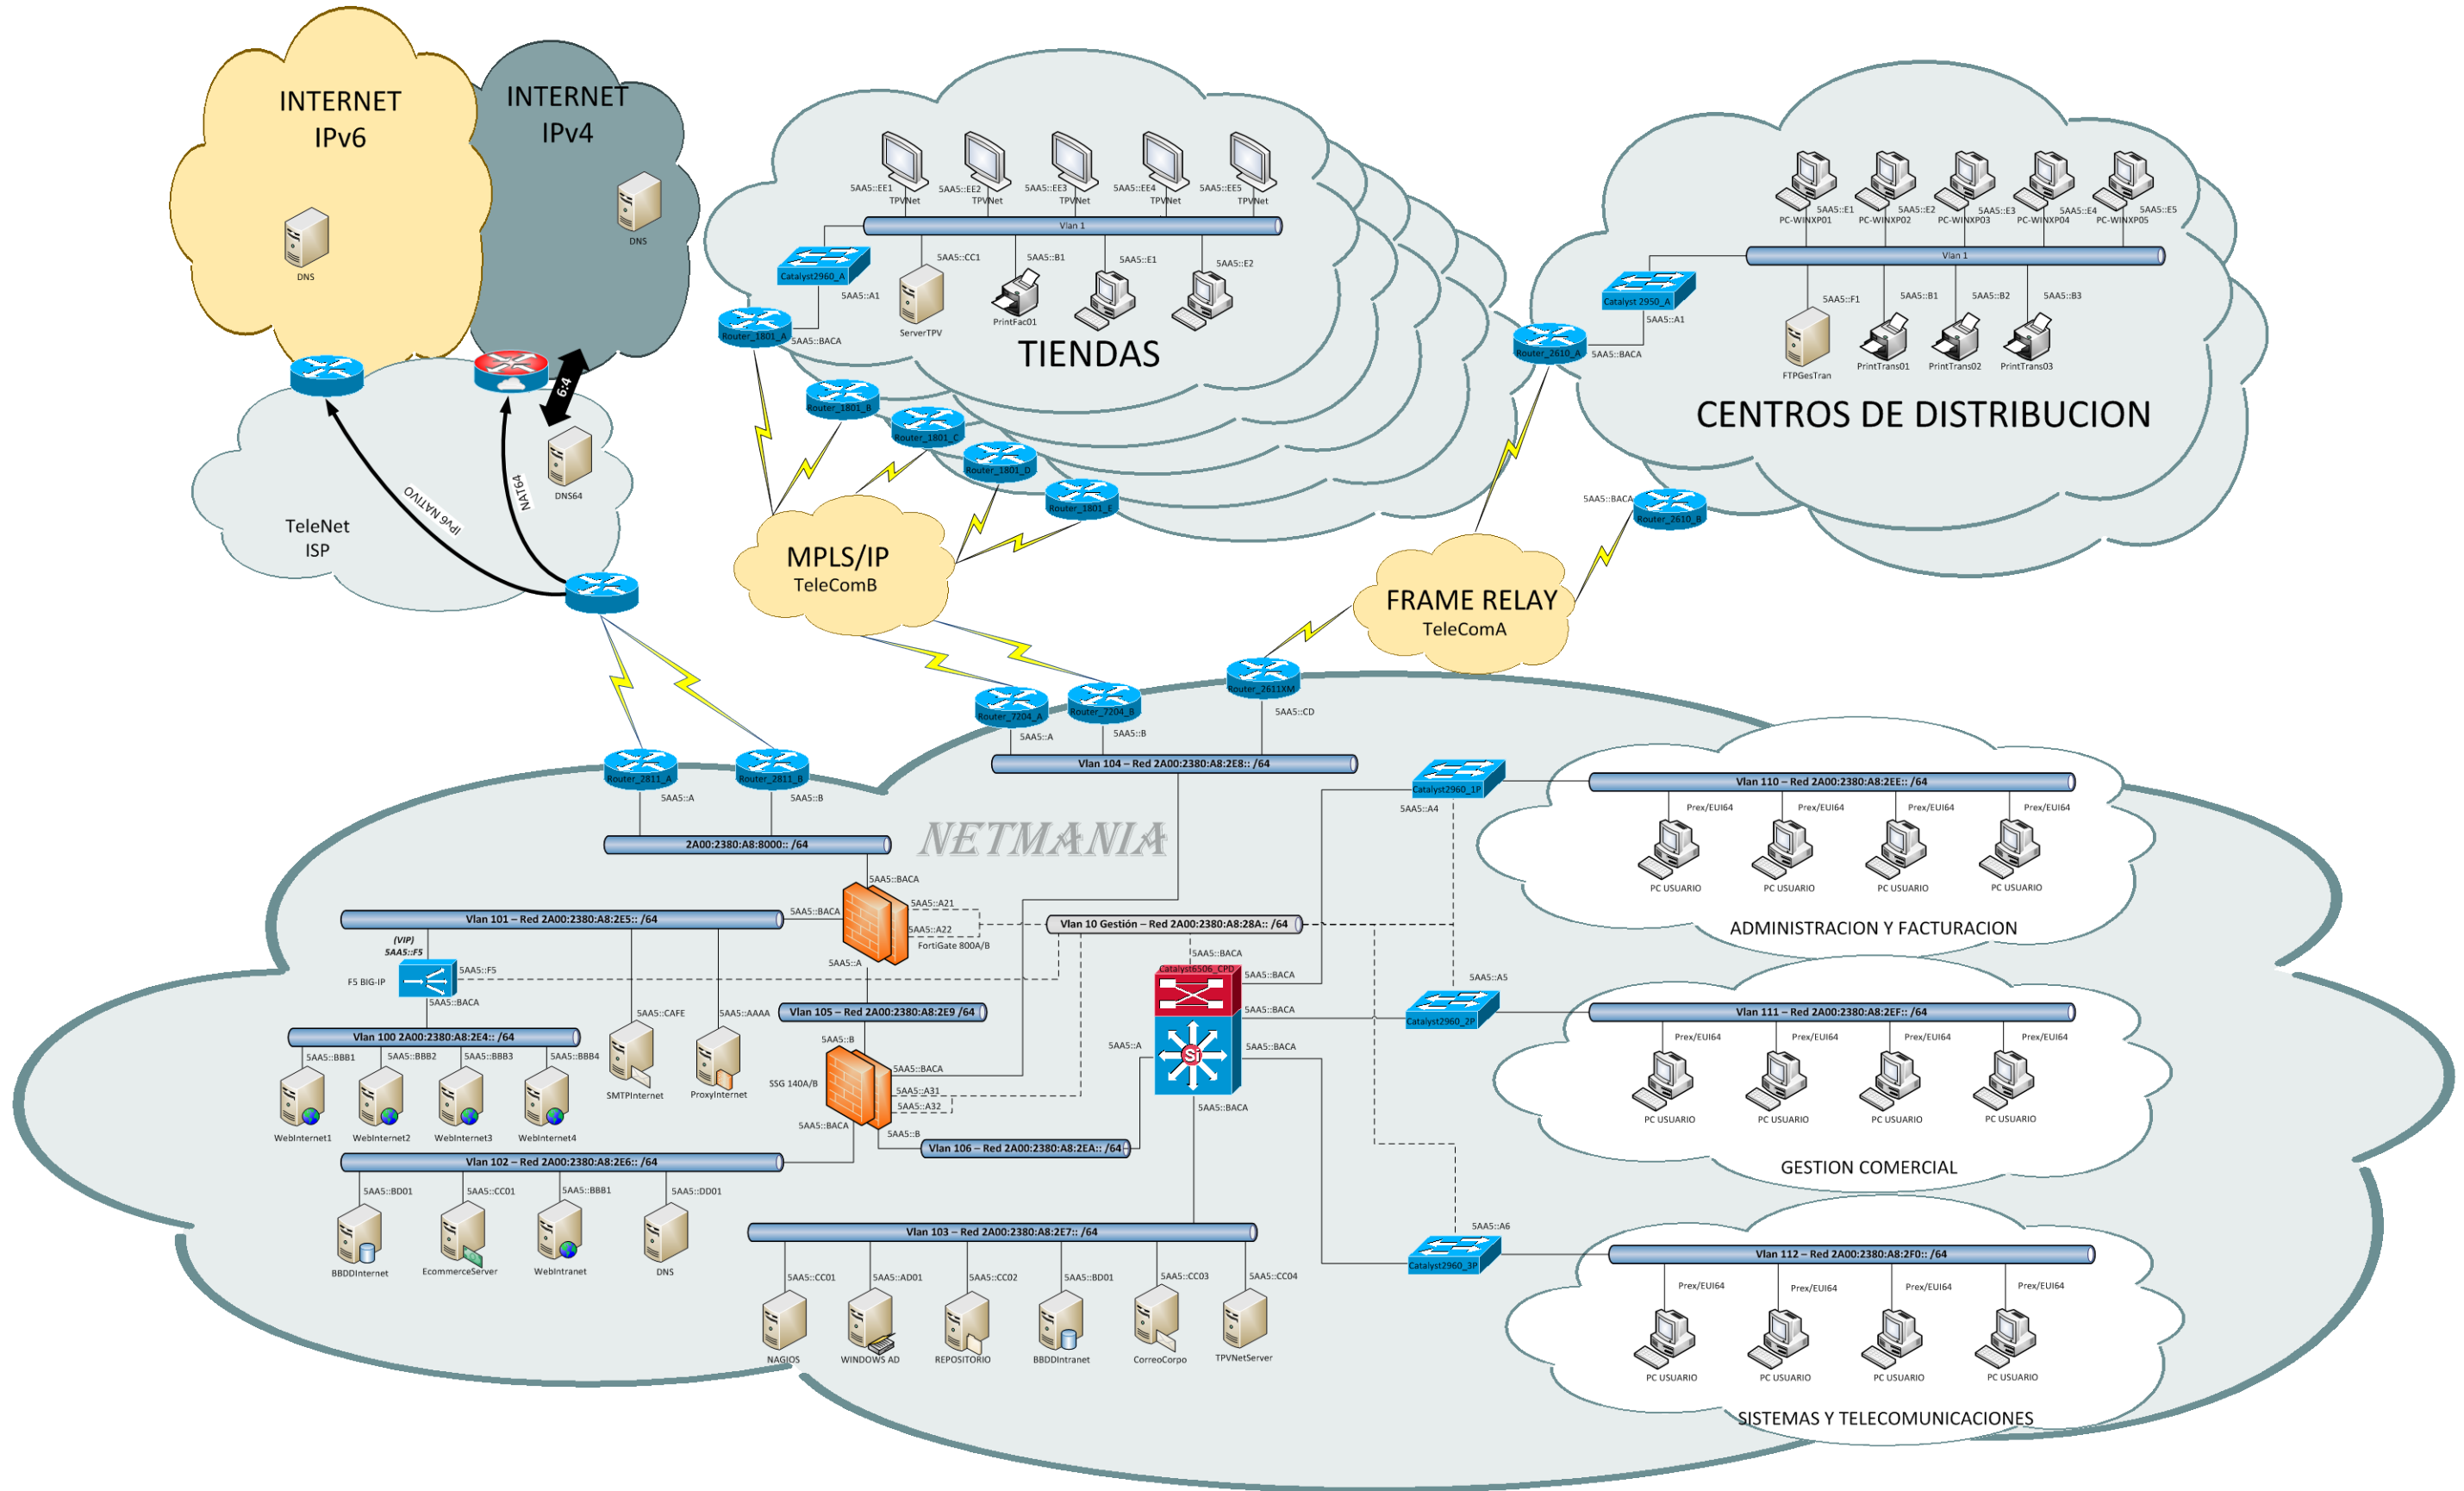 INTERNET
IPv6
DNS
INTERNET
IPv4
DNS
6:4
DNS64
NAT64
IPv6 NATIVO
TeleNet
ISP
5AA5::EE1
TPVNet
5AA5::EE2
TPVNet
5AA5::EE3
TPVNet
5AA5::EE4
TPVNet
5AA5::EE5
TPVNet
Vlan 1
Catalyst2960_A
5AA5::A1
Router_1801_A
5AA5::BACA
5AA5::CC1
ServerTPV
5AA5::B1
PrintFac01
5AA5::E1
5AA5::E2
TIENDAS
Router_1801_B
Router_1801_C
Router_1801_D
Router_1801_E
MPLS/IP
TeleComB
5AA5::E1
PC-WINXP01
5AA5::E2
PC-WINXP02
5AA5::E3
PC-WINXP03
5AA5::E4
PC-WINXP04
5AA5::E5
PC-WINXP05
Vlan 1
Catalyst 2950_A
5AA5::A1
Router_2610_A
5AA5::BACA
5AA5::F1
FTPGesTran
5AA5::B1
PrintTrans01
5AA5::B2
PrintTrans02
5AA5::B3
PrintTrans03
CENTROS DE DISTRIBUCION
5AA5::BACA
Router_2610_B
FRAME RELAY
TeleComA
Router_7204_A
5AA5::A
Router_7204_B
5AA5::B
Router_2611XM
5AA5::CD
Vlan 104 – Red 2A00:2380:A8:2E8:: /64
Router_2811_A
5AA5::A
Router_2811_B
5AA5::B
2A00:2380:A8:8000:: /64
NETMANIA
5AA5::BACA
5AA5::BACA
5AA5::A21
5AA5::A22
FortiGate 800A/B
5AA5::A
Vlan 101 – Red 2A00:2380:A8:2E5:: /64
(VIP)
5AA5::F5
5AA5::F5
F5 BIG-IP
5AA5::BACA
Vlan 100 2A00:2380:A8:2E4:: /64
5AA5::BBB1
WebInternet1
5AA5::BBB2
WebInternet2
5AA5::BBB3
WebInternet3
5AA5::BBB4
WebInternet4
5AA5::CAFE
SMTPInternet
5AA5::AAAA
ProxyInternet
Vlan 10 Gestión – Red 2A00:2380:A8:28A:: /64
Vlan 105 – Red 2A00:2380:A8:2E9 /64
5AA5::B
SSG 140A/B
5AA5::BACA
5AA5::A31
5AA5::A32
5AA5::BACA
5AA5::B
Vlan 106 – Red 2A00:2380:A8:2EA:: /64
5AA5::A
5AA5::BACA
Catalyst6506_CPD
5AA5::BACA
5AA5::BACA
5AA5::BACA
Si
5AA5::BACA
Vlan 102 – Red 2A00:2380:A8:2E6:: /64
5AA5::BD01
BBDDInternet
5AA5::CC01
EcommerceServer
5AA5::BBB1
WebIntranet
5AA5::DD01
DNS
Vlan 103 – Red 2A00:2380:A8:2E7:: /64
5AA5::CC01
NAGIOS
5AA5::AD01
WINDOWS AD
5AA5::CC02
REPOSITORIO
5AA5::BD01
BBDDIntranet
5AA5::CC03
CorreoCorpo
5AA5::CC04
TPVNetServer
Catalyst2960_1P
5AA5::A4
Vlan 110 – Red 2A00:2380:A8:2EE:: /64
Prex/EUI64
Prex/EUI64
Prex/EUI64
Prex/EUI64
PC USUARIO
PC USUARIO
PC USUARIO
PC USUARIO
ADMINISTRACION Y FACTURACION
5AA5::A5
Catalyst2960_2P
Vlan 111 – Red 2A00:2380:A8:2EF:: /64
Prex/EUI64
Prex/EUI64
Prex/EUI64
Prex/EUI64
PC USUARIO
PC USUARIO
PC USUARIO
PC USUARIO
GESTION COMERCIAL
5AA5::A6
Catalyst2960_3P
Vlan 112 – Red 2A00:2380:A8:2F0:: /64
Prex/EUI64
Prex/EUI64
Prex/EUI64
Prex/EUI64
PC USUARIO
PC USUARIO
PC USUARIO
PC USUARIO
SISTEMAS Y TELECOMUNICACIONES